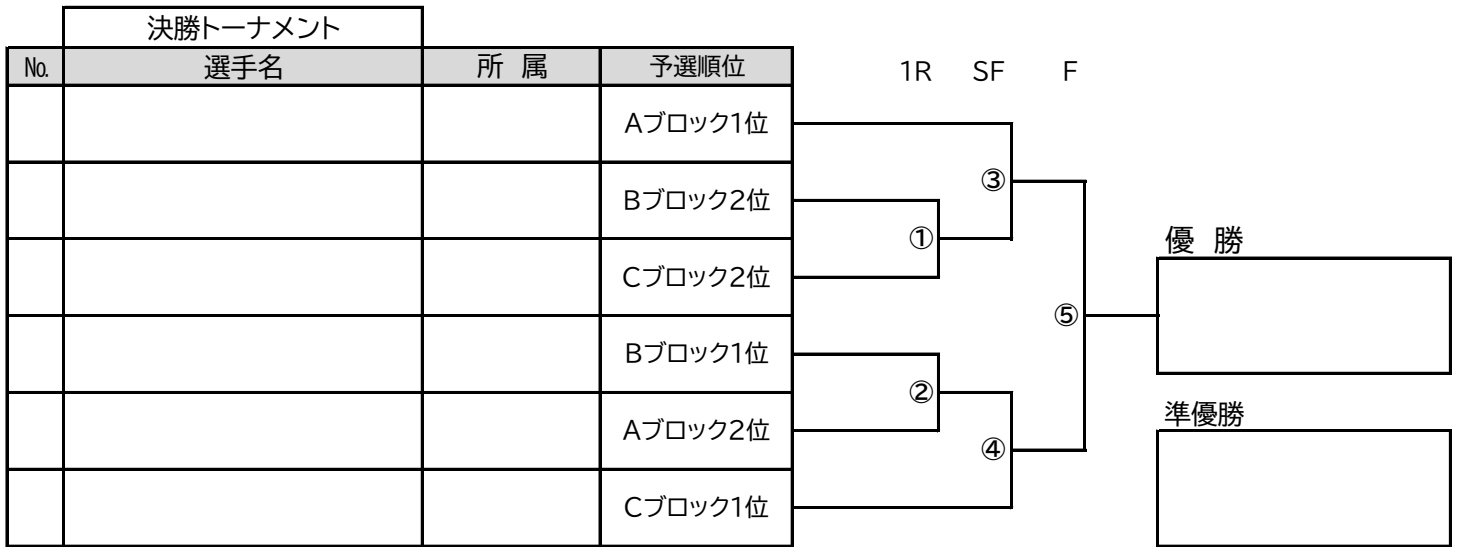 決勝トーナメント
№ 選手名 所 属 予選順位 1R SF F
Aブロック1位
③
Bブロック2位
① 優 勝
Cブロック2位
⑤
Bブロック1位
② 準優勝
Aブロック2位
④
Cブロック1位